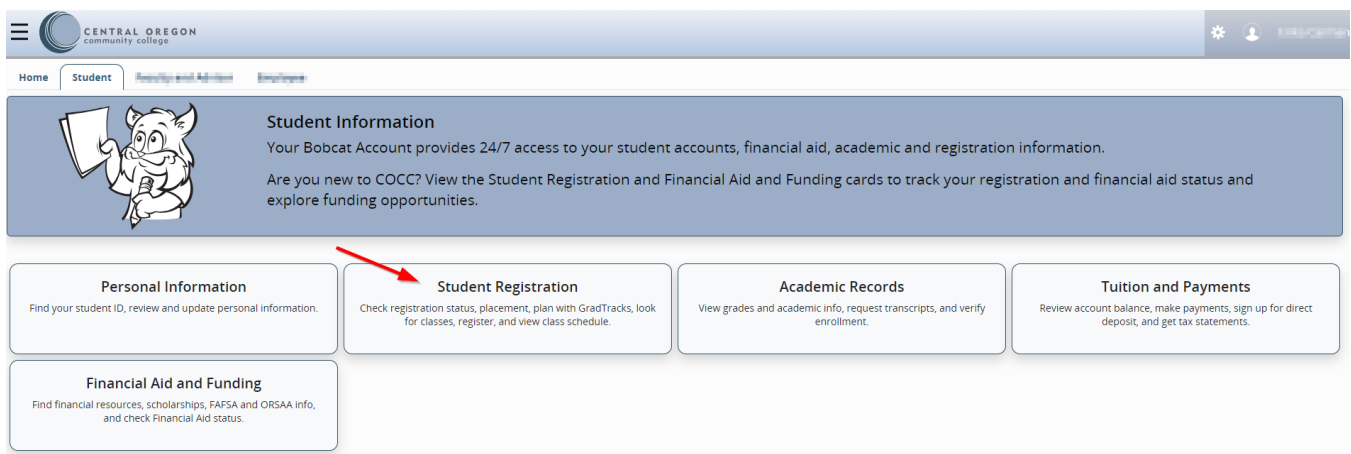 CENTRAL OREGON
community college
Home Student
Student Information
Your Bobcat Account provides 24/7 access to your student accounts, financial aid, academic and registration information.
Are you new to COCC? View the Student Registration and Financial Aid and Funding cards to track your registration and financial aid status and
explore funding opportunities.
Personal Information
Find your student ID, review and update personal information.
Student Registration
Check registration status, placement, plan with GradTracks, look
for classes, register, and view class schedule.
Academic Records
View grades and academic info, request transcripts, and verify
enrollment.
Tuition and Payments
Review account balance, make payments, sign up for direct
deposit, and get tax statements.
Financial Aid and Funding
Find financial resources, scholarships, FAFSA and ORSAA info,
and check Financial Aid status.